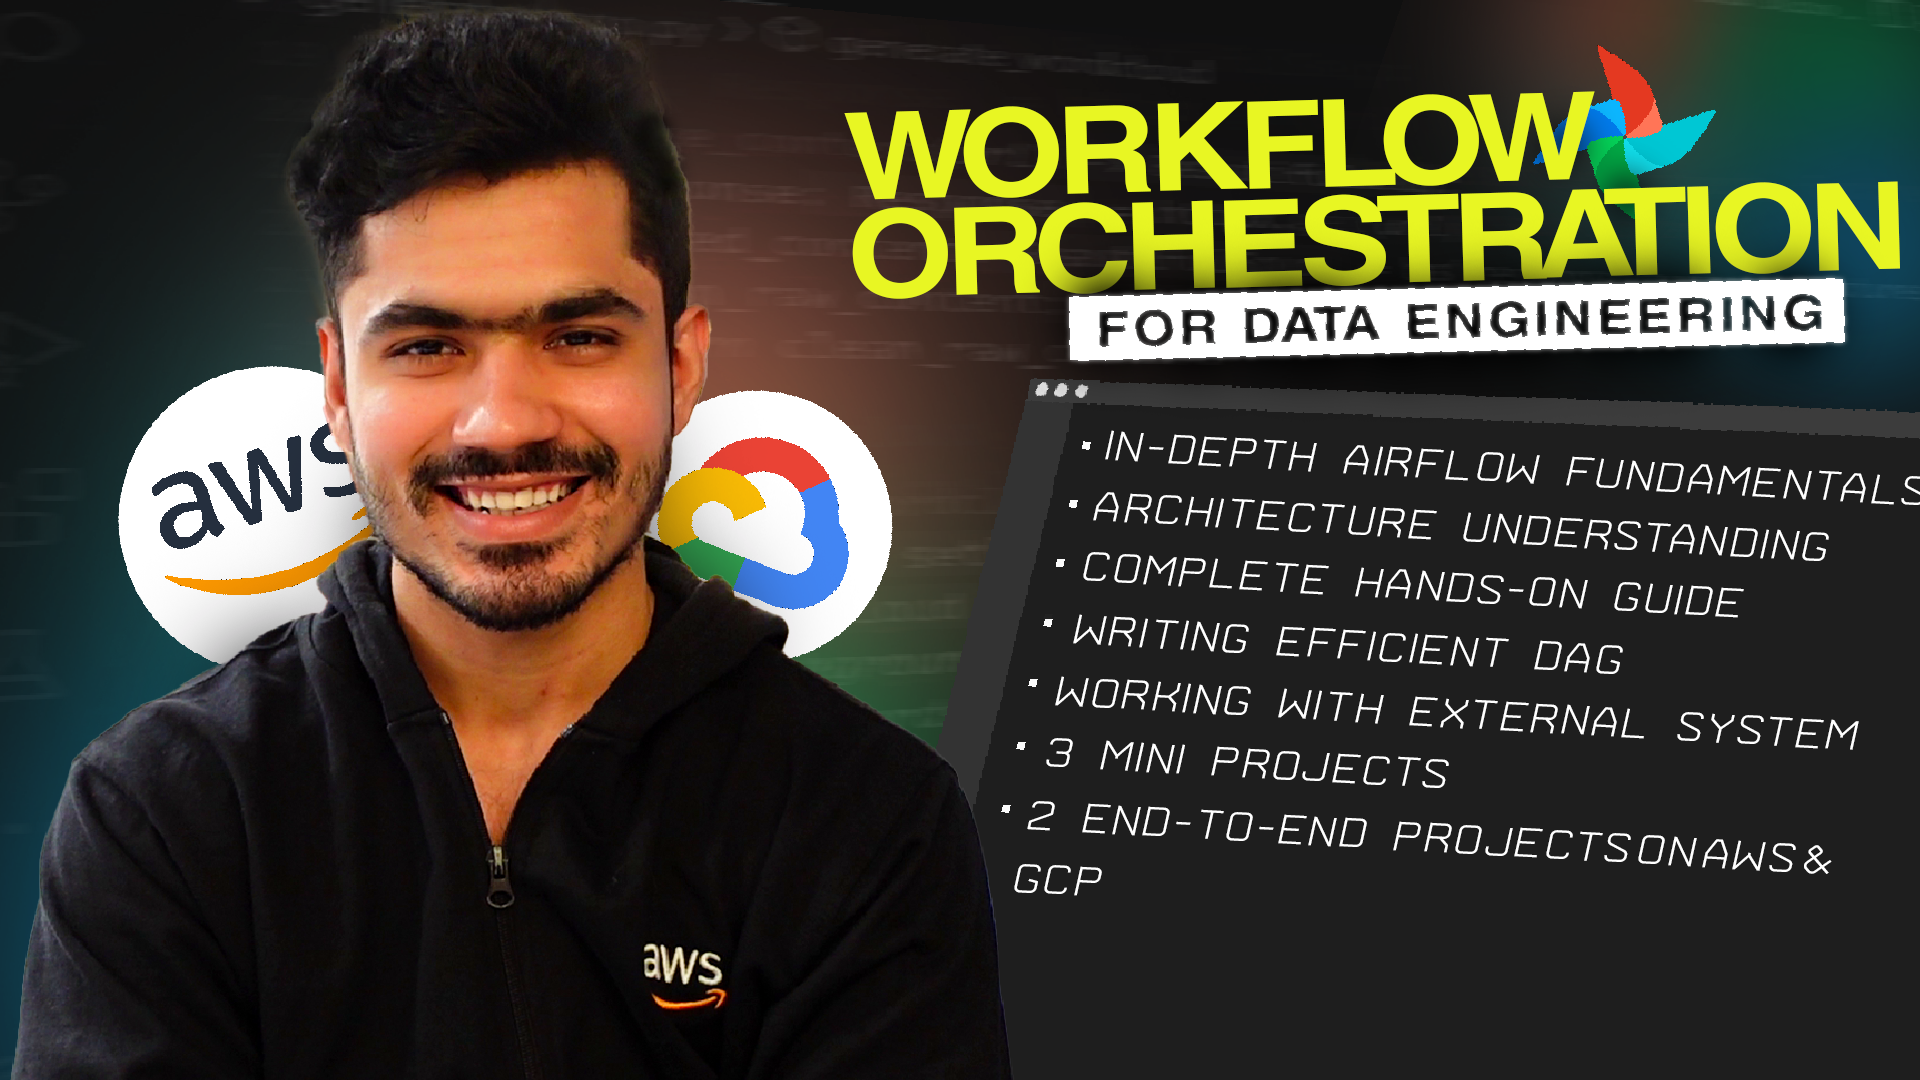 WORKFLOW
ORCHESTRATION
FOR DATA ENGINEERING
aws
• IN-DEPTH AIRFLOW FUNDAMENTALS
• ARCHITECTURE UNDERSTANDING
• COMPLETE HANDS-ON GUIDE
• WRITING EFFICIENT DAG
• WORKING WITH EXTERNAL SYSTEM
• 3 MINI PROJECTS
• 2 END-TO-END PROJECTSONAWS&
GCP
aws